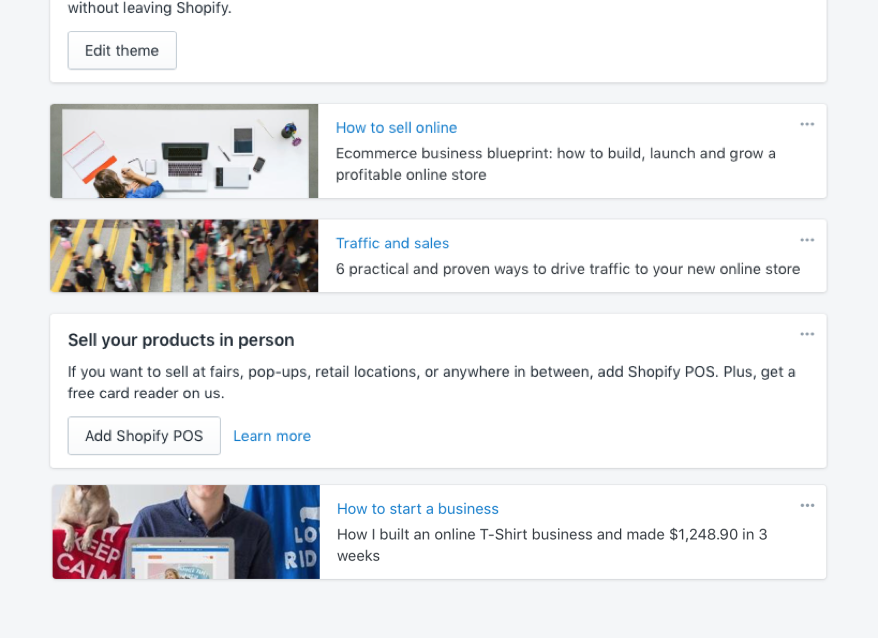 without leaving Shopify.
Edit theme
How to sell online
Ecommerce business blueprint: how to build, launch and grow a
profitable online store
Traffic and sales
6 practical and proven ways to drive traffic to your new online store
Sell your products in person
If you want to sell at fairs, pop-ups, retail locations, or anywhere in between, add Shopify POS. Plus, get a
free card reader on us.
Add Shopify POS
Learn more
KEEP
CALM
LO
RID
How to start a business
How I built an online T-Shirt business and made $1,248.90 in 3
weeks